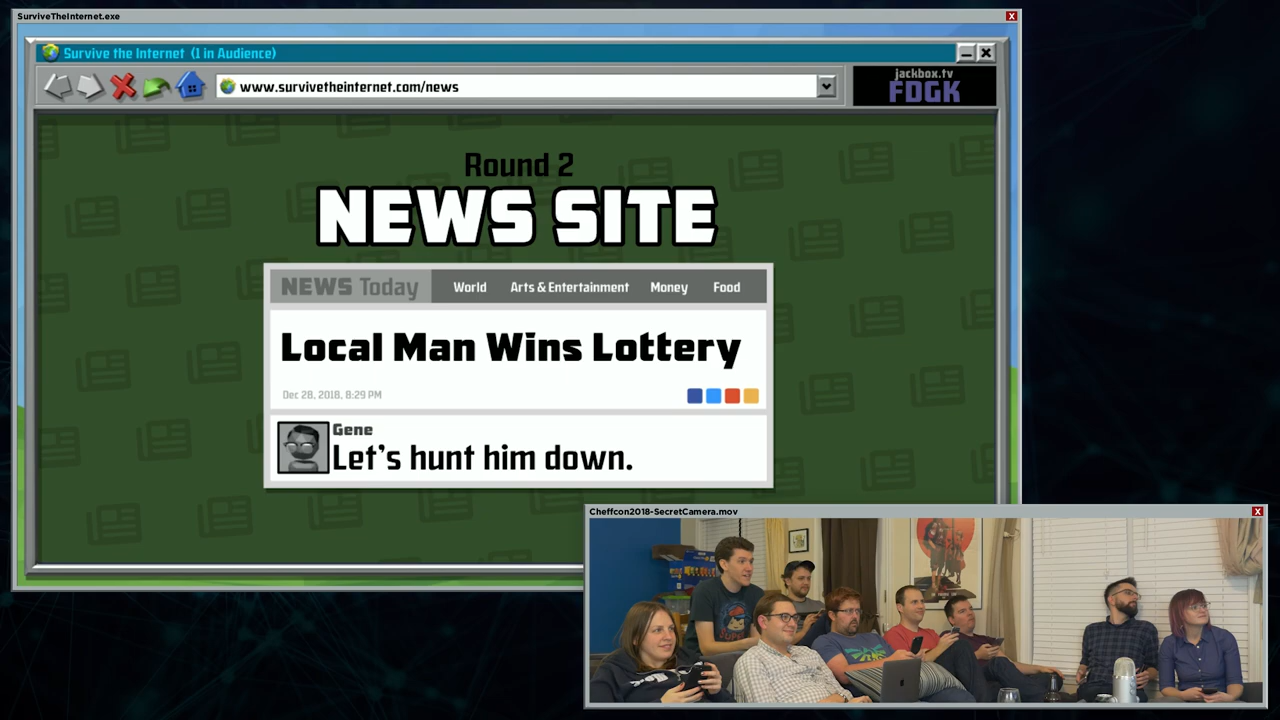 SurviveTheInternet.exe
X
Survive the Internet (1 in Audience)
www.survivetheinternet.com/news
jackbox.tv
FDGK
Round 2
NEWS SITE
NEWS Today World Arts & Entertainment Money Food
Local Man Wins Lottery
Dec 28, 2018, 8:29 PM
Gene
Let's hunt him down.
Cheffcon2018-SecretCamera.mov
X